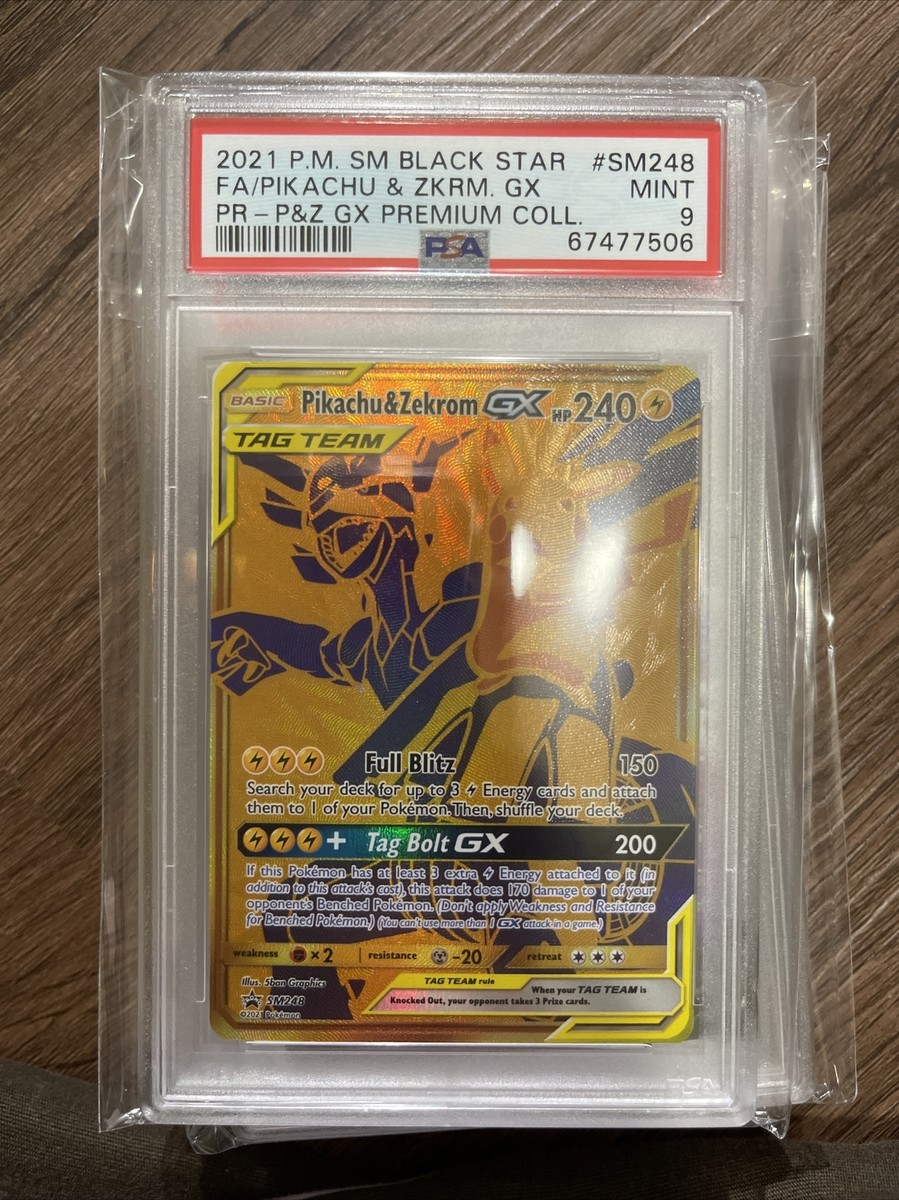 2021 P.M. SM BLACK STAR #SM248
FA/PIKACHU & ZKRM. GX MINT
PR - P&Z GX PREMIUM COLL. 9
PSA 67477506
BASIC Pikachu&Zekrom GX HP 240
TAG TEAM
Full Blitz 150
Search your deck for up to 3 Energy cards and attach
them to 1 of your Pokémon. Then, shuffle your deck.
+ Tag Bolt GX 200
If this Pokémon has at least 3 extra Energy attached to it (in
addition to this attack's cost), this attack does 170 damage to 1 of your
opponent's Benched Pokémon. (Don't apply Weakness and Resistance
for Benched Pokémon.) (You can't use more than 1 GX attack in a game.)
weakness ×2 resistance -20 retreat
Illus. 5ban Graphics
TAG TEAM rule When your TAG TEAM is
Knocked Out, your opponent takes 3 Prize cards.
SM248
©2021 Pokémon
PSA